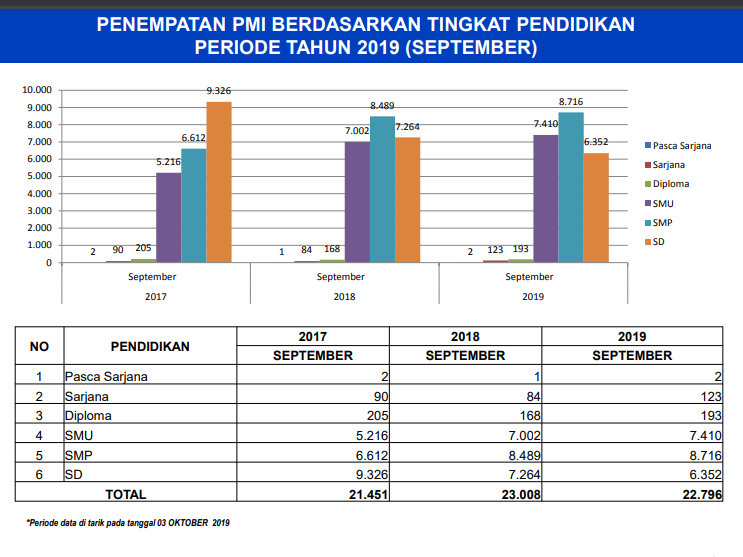 PENEMPATAN PMI BERDASARKAN TINGKAT PENDIDIKAN
PERIODE TAHUN 2019 (SEPTEMBER)
10.000
9.000
8.000
7.000
6.000
5.000
4.000
3.000
2.000
1.000
0
2 90 205 5.216 6.612 9.326
1 84 168 7.002 8.489 7.264
2 123 193 7.410 8.716 6.352
September September September
2017 2018 2019
Pasca Sarjana
Sarjana
Diploma
SMU
SMP
SD
NO PENDIDIKAN 2017 2018 2019
SEPTEMBER SEPTEMBER SEPTEMBER
1 Pasca Sarjana 2 1 2
2 Sarjana 90 84 123
3 Diploma 205 168 193
4 SMU 5.216 7.002 7.410
5 SMP 6.612 8.489 8.716
6 SD 9.326 7.264 6.352
TOTAL 21.451 23.008 22.796
*Periode data di tarik pada tanggal 03 OKTOBER 2019